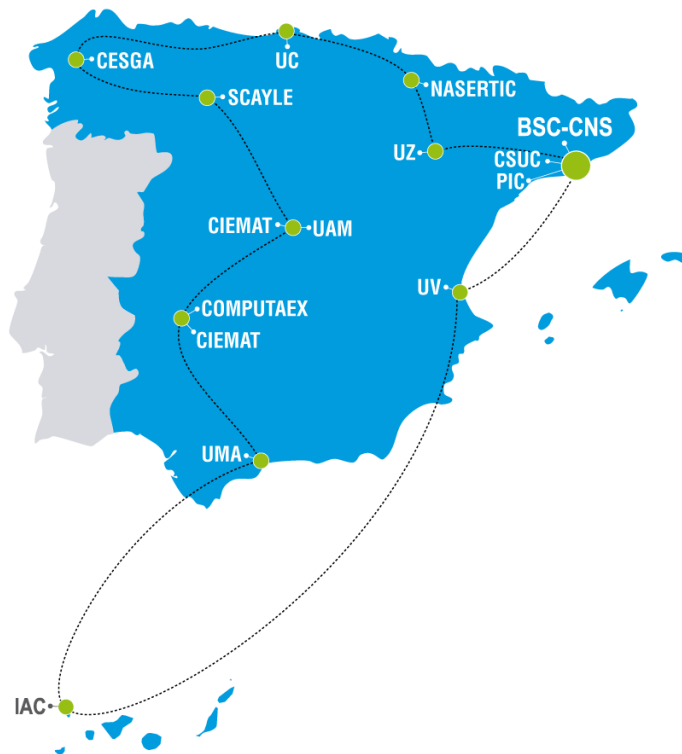 CESGA
UC
SCAYLE
NASERTIC
BSC-CNS
UZ
CSUC
PIC
CIEMAT
UAM
UV
COMPUTAEX
CIEMAT
UMA
IAC